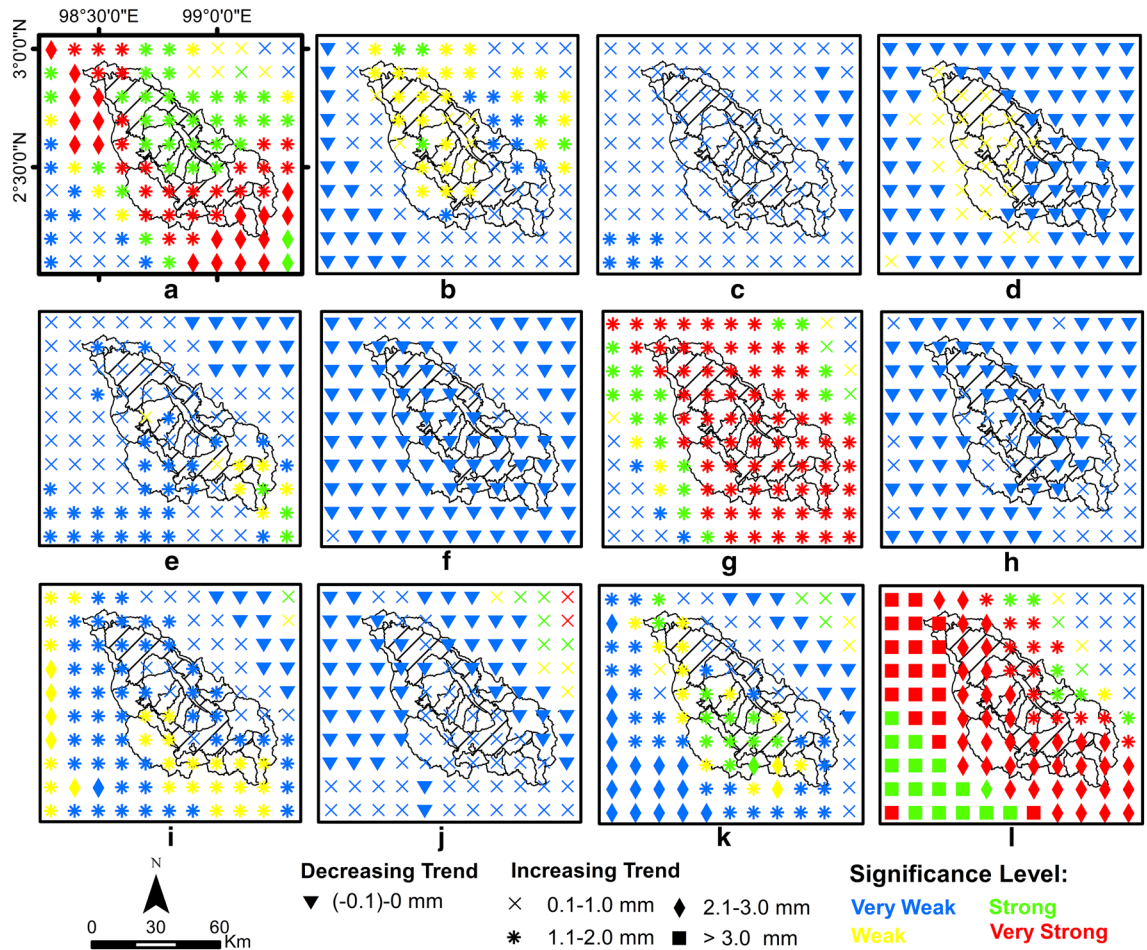 98°30'0"E 99°0'0"E
3°0'0"N
2°30'0"N
a b c d
e f g h
i j k l
N
0 30 60
Km
Decreasing Trend
(-0.1)-0 mm
Increasing Trend
0.1-1.0 mm 2.1-3.0 mm
1.1-2.0 mm > 3.0 mm
Significance Level:
Very Weak Strong
Weak Very Strong